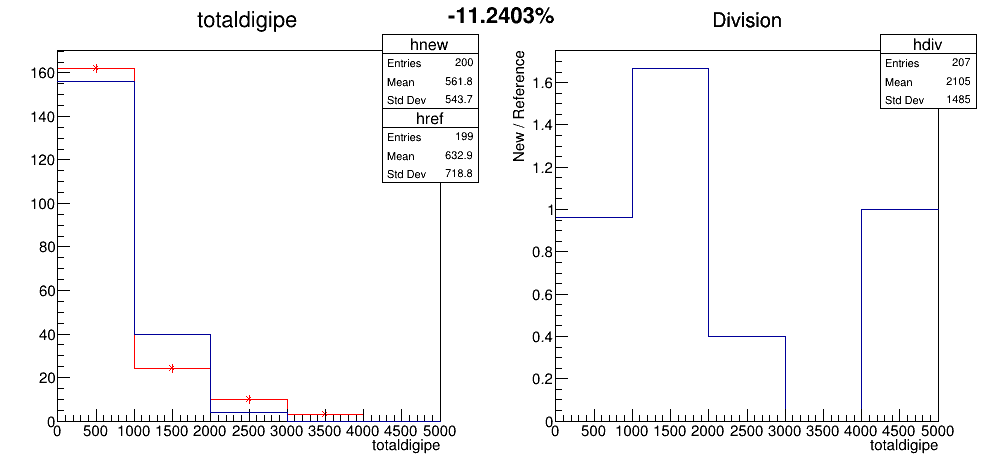 totaldigipe
-11.2403%
Division
hnew
Entries 200
Mean 561.8
Std Dev 543.7
href
Entries 199
Mean 632.9
Std Dev 718.8
160
140
120
100
80
60
40
20
0
0 500 1000 1500 2000 2500 3000 3500 4000 4500 5000
totaldigipe
hdiv
Entries 207
Mean 2105
Std Dev 1485
New / Reference
1.6
1.4
1.2
1
0.8
0.6
0.4
0.2
0
0 500 1000 1500 2000 2500 3000 3500 4000 4500 5000
totaldigipe